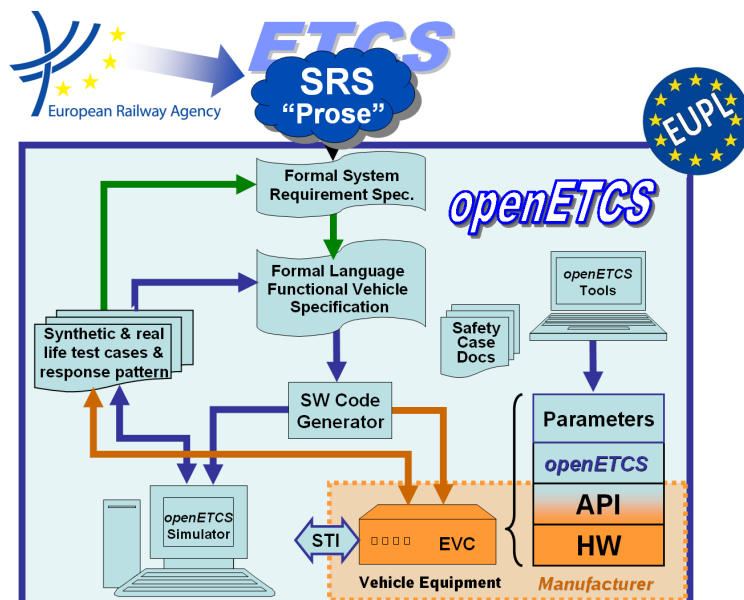 ETCS
SRS
“Prose”
European Railway Agency
EUPL
Formal System
Requirement Spec.
openETCS
Formal Language
Functional Vehicle
Specification
openETCS
Tools
Synthetic & real
life test cases &
response pattern
Safety
Case
Docs
SW Code
Generator
Parameters
openETCS
API
HW
openETCS
Simulator
STI
EVC
Vehicle Equipment
Manufacturer